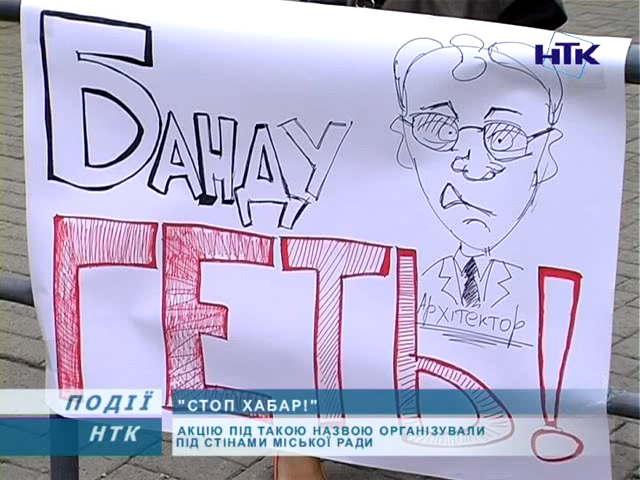 НТК
БАНДУ
ГЕТЬ!
АРХІТЕКТОР
ПОДІЇ
НТК
"СТОП ХАБАР!"
АКЦІЮ ПІД ТАКОЮ НАЗВОЮ ОРГАНІЗУВАЛИ
ПІД СТІНАМИ МІСЬКОЇ РАДИ